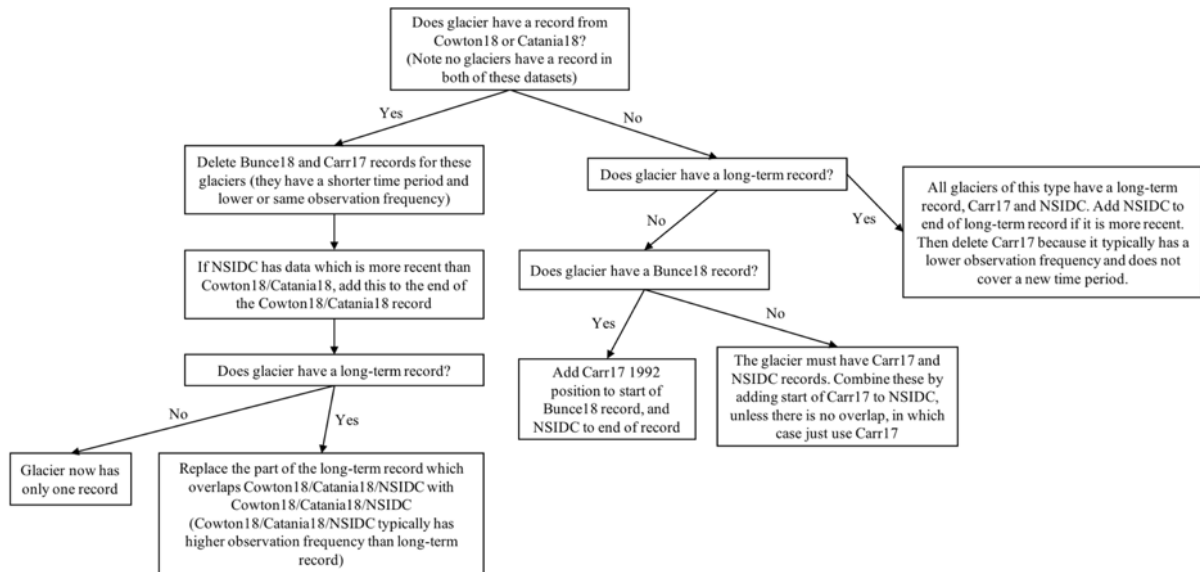 Does glacier have a record from
Cowton18 or Catania18?
(Note no glaciers have a record in
both of these datasets)
Yes
No
Delete Bunce18 and Carr17 records for these
glaciers (they have a shorter time period and
lower or same observation frequency)
Does glacier have a long-term record?
All glaciers of this type have a long-term
record, Carr17 and NSIDC. Add NSIDC to
end of long-term record if it is more recent.
Then delete Carr17 because it typically has a
lower observation frequency and does not
cover a new time period.
No
Yes
If NSIDC has data which is more recent than
Cowton18/Catania18, add this to the end of
the Cowton18/Catania18 record
Does glacier have a Bunce18 record?
Yes
No
Does glacier have a long-term record?
Add Carr17 1992
position to start of
Bunce18 record, and
NSIDC to end of record
The glacier must have Carr17 and
NSIDC records. Combine these by
adding start of Carr17 to NSIDC,
unless there is no overlap, in which
case just use Carr17
No
Yes
Glacier now has
only one record
Replace the part of the long-term record which
overlaps Cowton18/Catania18/NSIDC with
Cowton18/Catania18/NSIDC
(Cowton18/Catania18/NSIDC typically has
higher observation frequency than long-term
record)